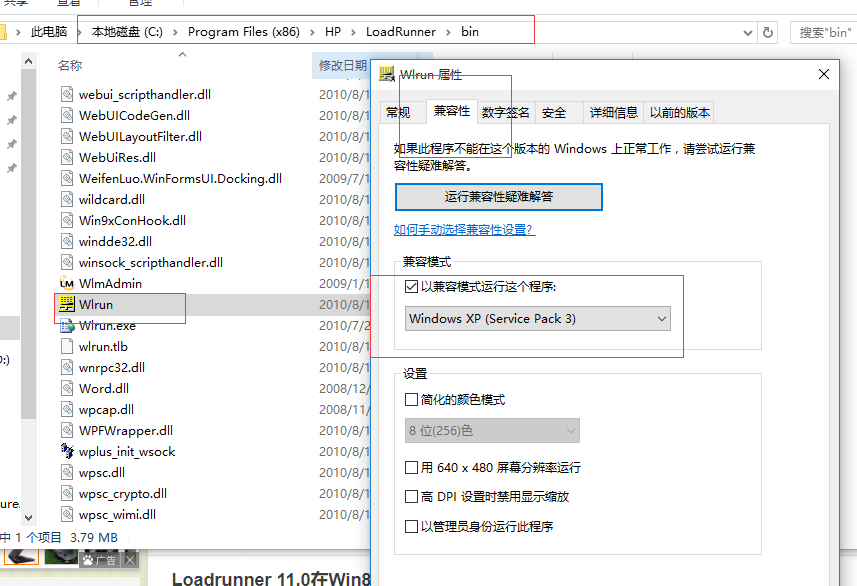 共享 查看 管理
此电脑 > 本地磁盘 (C:) > Program Files (x86) > HP > LoadRunner > bin
搜索"bin"
名称 修改日期
webui_scripthandler.dll 2010/8/1
WebUICodeGen.dll 2010/8/1
WebUILayoutFilter.dll 2010/8/1
WebUiRes.dll 2010/8/1
WeifenLuo.WinFormsUI.Docking.dll 2009/7/1
wildcard.dll 2010/8/1
Win9xConHook.dll 2010/8/1
windde32.dll 2010/8/1
winsock_scripthandler.dll 2010/8/1
WlmAdmin 2009/1/1
Wlrun 2010/8/1
Wlrun.exe 2010/7/2
wlrun.tlb 2010/8/1
wnrpc32.dll 2010/8/1
Word.dll 2008/12/
wpcap.dll 2008/11/
WPFWrapper.dll 2010/8/1
wplus_init_wsock 2010/8/1
wpsc.dll 2010/8/1
wpsc_crypto.dll 2010/8/1
wpsc_wimi.dll 2010/8/1
:)
ure.
中 1 个项目 3.79 MB
广告
Loadrunner 11.0在Win8
Wlrun 属性
常规 兼容性 数字签名 安全 详细信息 以前的版本
如果此程序不能在这个版本的 Windows 上正常工作，请尝试运行兼
容性疑难解答。
运行兼容性疑难解答
如何手动选择兼容性设置?
兼容模式
以兼容模式运行这个程序:
Windows XP (Service Pack 3)
设置
简化的颜色模式
8 位(256)色
用 640 x 480 屏幕分辨率运行
高 DPI 设置时禁用显示缩放
以管理员身份运行此程序